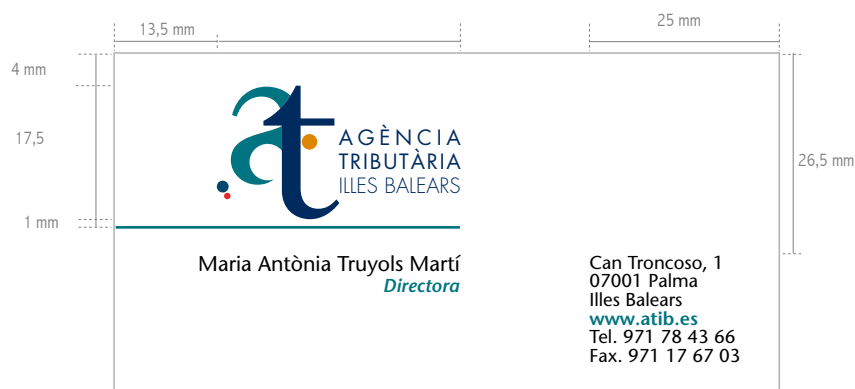 13,5 mm
25 mm
4 mm
17,5
1 mm
26,5 mm
at
AGÈNCIA
TRIBUTÀRIA
ILLES BALEARS
Maria Antònia Truyols Martí
Directora
Can Troncoso, 1
07001 Palma
Illes Balears
www.atib.es
Tel. 971 78 43 66
Fax. 971 17 67 03